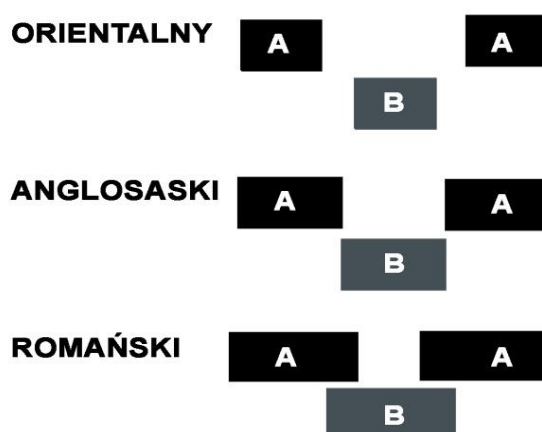 ORIENTALNY A A
B
ANGLOSASKI A A
B
ROMAŃSKI A A
B